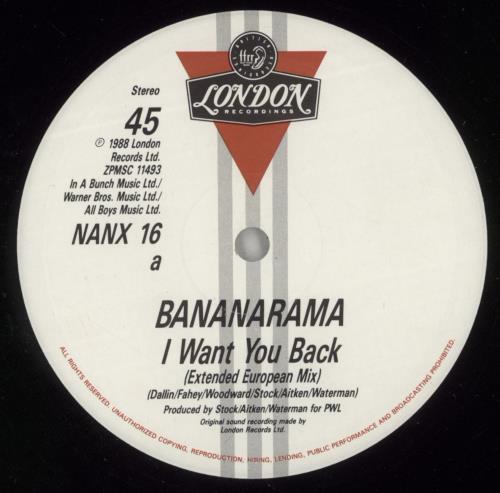 ffrr
LONDON
RECORDINGS
Stereo
45
℗ 1988 London
Records Ltd.
ZPMSC 11493
In A Bunch Music Ltd./
Warner Bros. Music Ltd./
All Boys Music Ltd.
NANX 16
a
BANANARAMA
I Want You Back
(Extended European Mix)
(Dallin/Fahey/Woodward/Stock/Aitken/Waterman)
Produced by Stock/Aitken/Waterman for PWL
Original sound recording made by
London Records Ltd.
ALL RIGHTS RESERVED. UNAUTHORIZED COPYING, REPRODUCTION, HIRING, LENDING, PUBLIC PERFORMANCE AND BROADCASTING PROHIBITED.